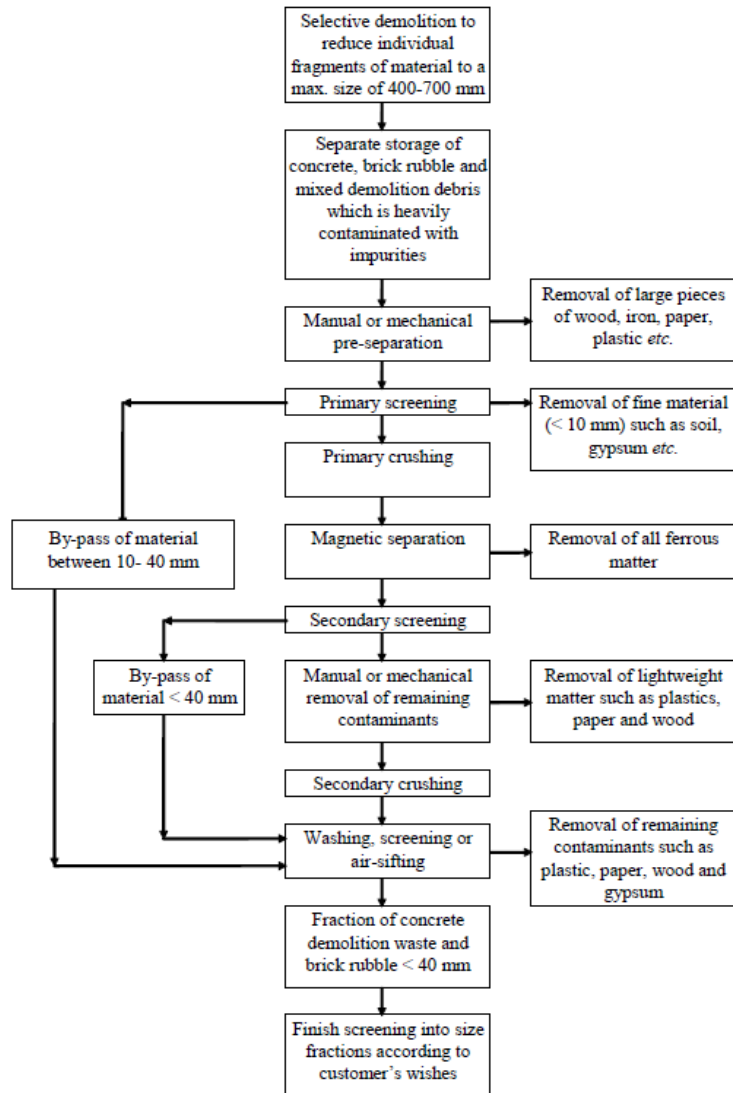 Selective demolition to
reduce individual
fragments of material to a
max. size of 400-700 mm
Separate storage of
concrete, brick rubble and
mixed demolition debris
which is heavily
contaminated with
impurities
Manual or mechanical
pre-separation
Removal of large pieces
of wood, iron, paper,
plastic etc.
Primary screening
Removal of fine material
(< 10 mm) such as soil,
gypsum etc.
Primary crushing
By-pass of material
between 10- 40 mm
Magnetic separation
Removal of all ferrous
matter
Secondary screening
By-pass of
material < 40 mm
Manual or mechanical
removal of remaining
contaminants
Removal of lightweight
matter such as plastics,
paper and wood
Secondary crushing
Washing, screening or
air-sifting
Removal of remaining
contaminants such as
plastic, paper, wood and
gypsum
Fraction of concrete
demolition waste and
brick rubble < 40 mm
Finish screening into size
fractions according to
customer's wishes